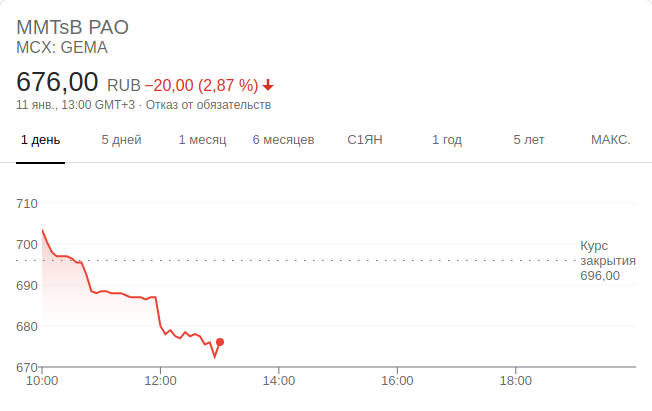 MMTsB PAO
MCX: GEMA
676,00 RUB −20,00 (2,87 %)
11 янв., 13:00 GMT+3 · Отказ от обязательств
1 день 5 дней 1 месяц 6 месяцев С1ЯН 1 год 5 лет МАКС.
710
700
690
680
670
Курс
закрытия
696,00
10:00 12:00 14:00 16:00 18:00